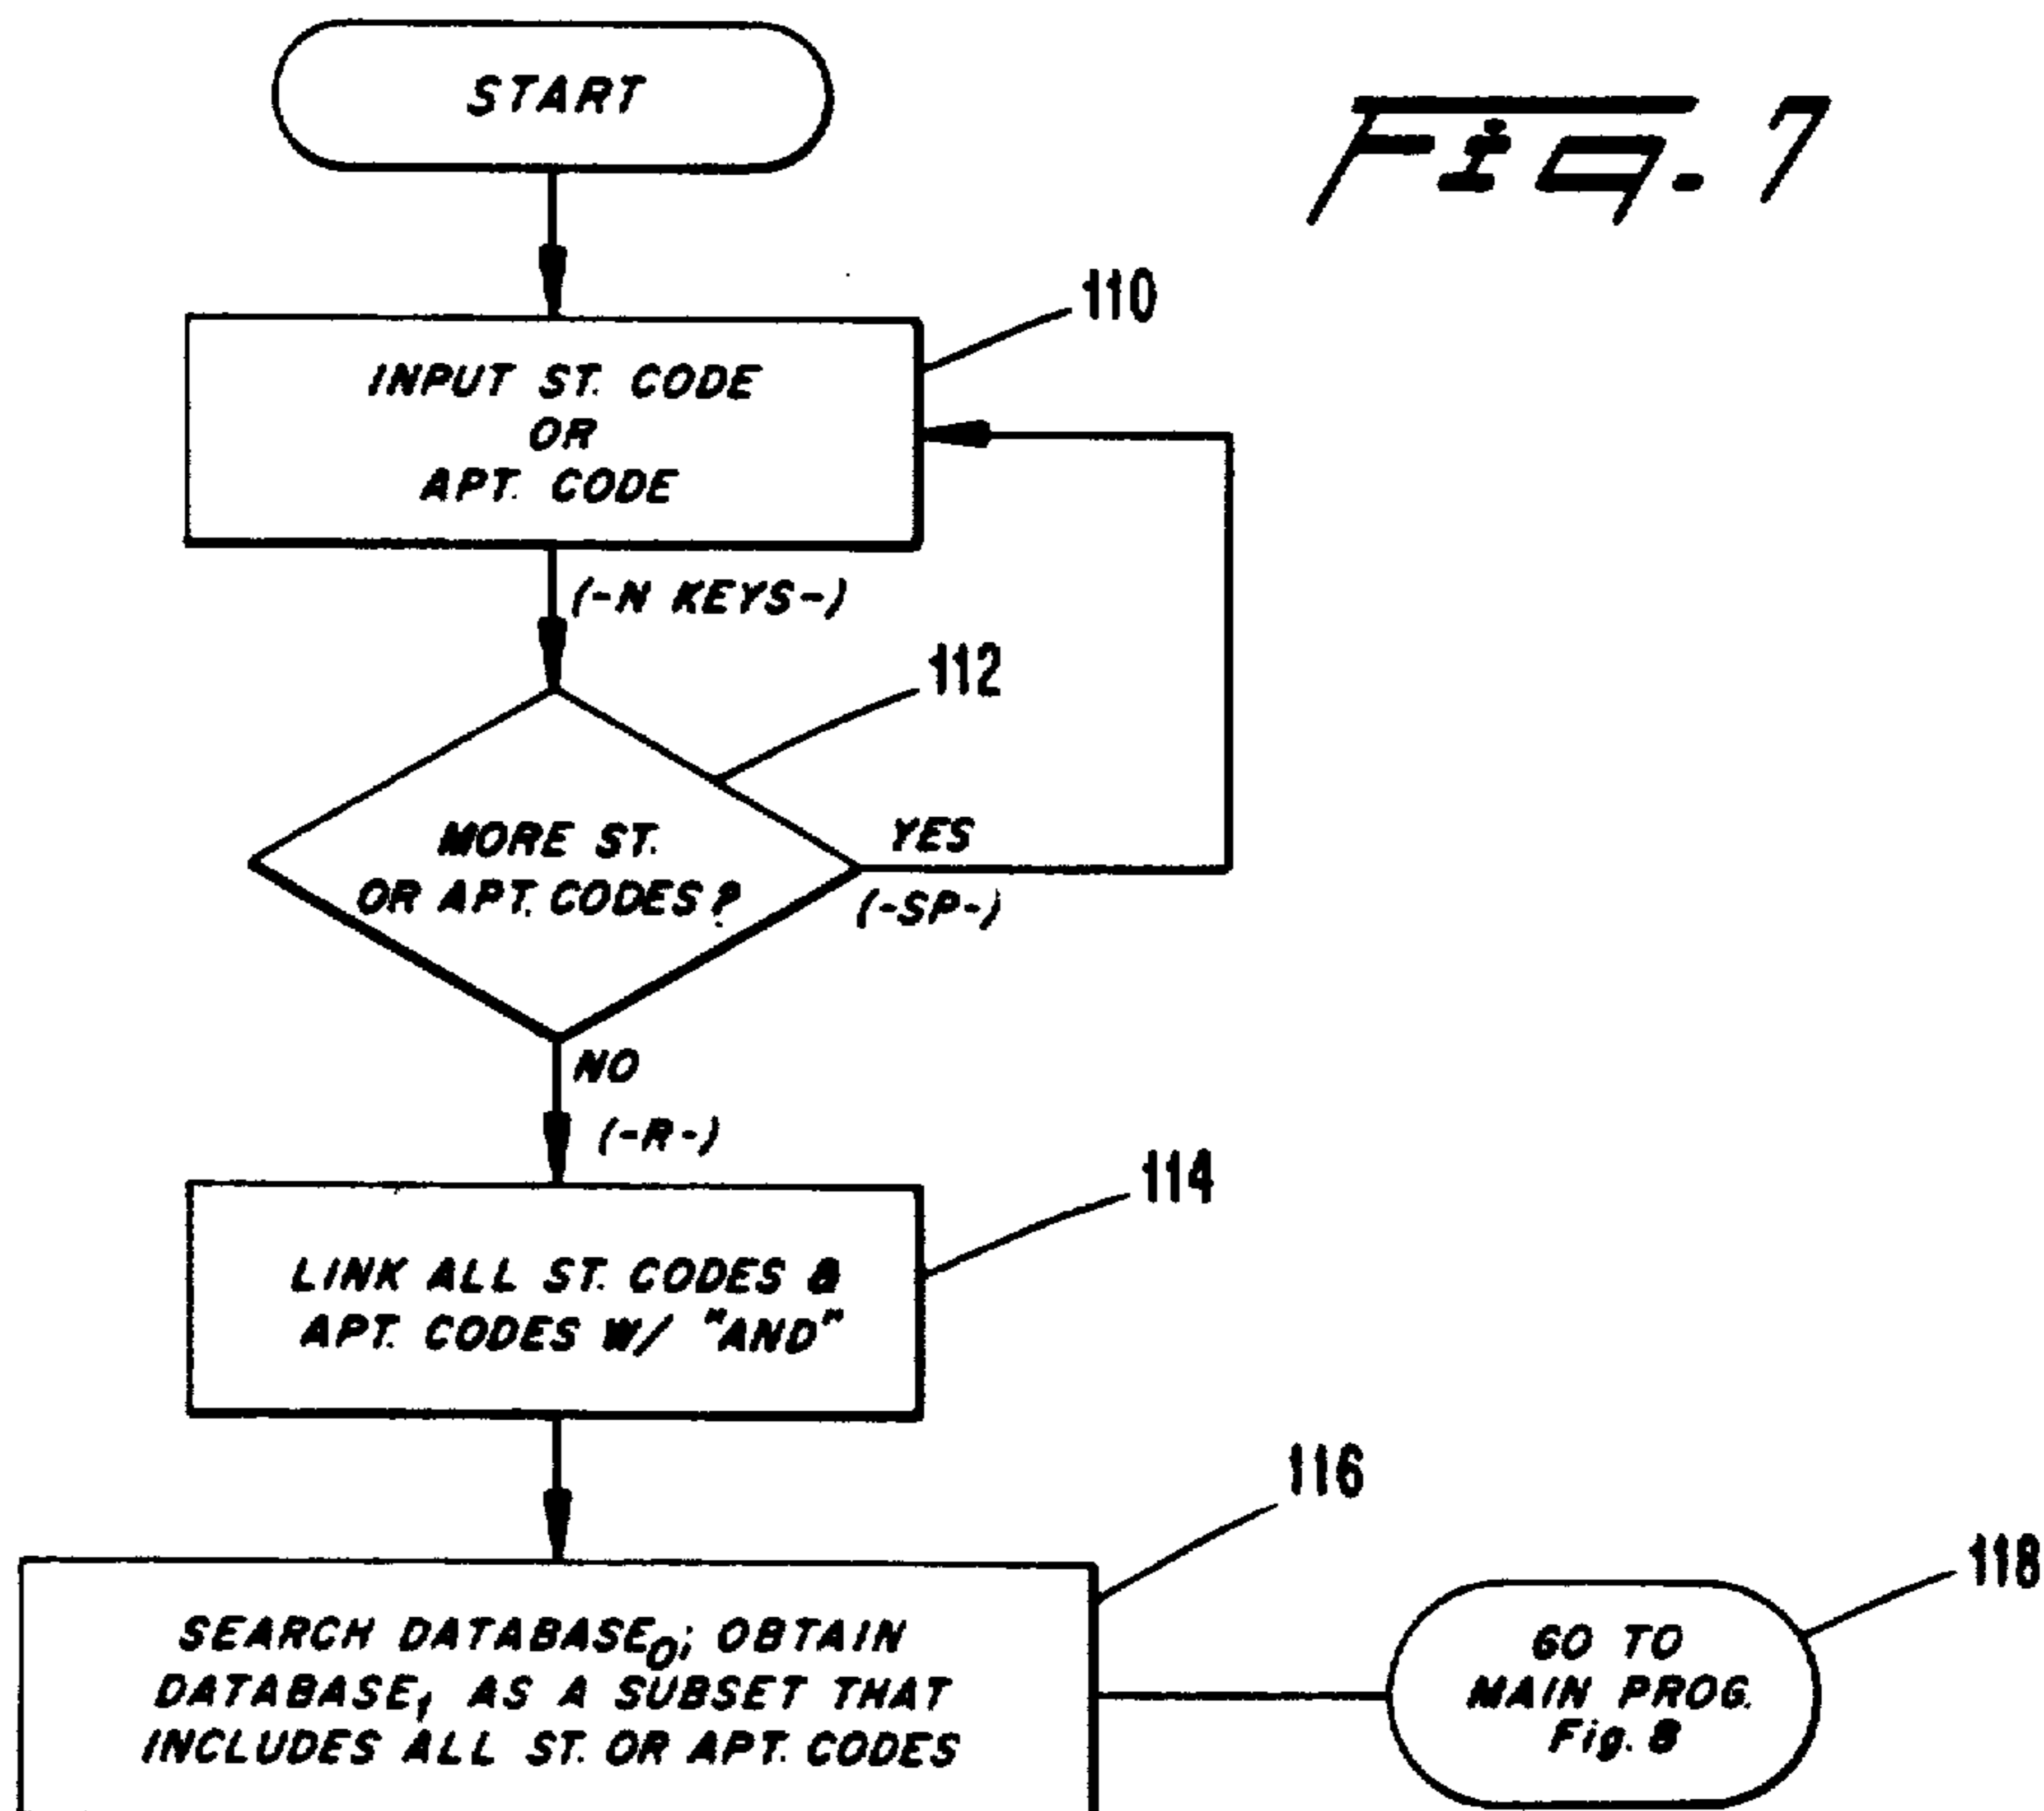 START
Fig. 7
110
INPUT ST. CODE
OR
APT. CODE
(-N KEYS-)
112
MORE ST.
OR APT. CODES?
YES
(-SP-)
NO
(-R-)
114
LINK ALL ST. CODES &
APT. CODES W/ "AND"
116
SEARCH DATABASE₀; OBTAIN
DATABASE₁ AS A SUBSET THAT
INCLUDES ALL ST. OR APT. CODES
118
GO TO
MAIN PROG.
Fig. 8